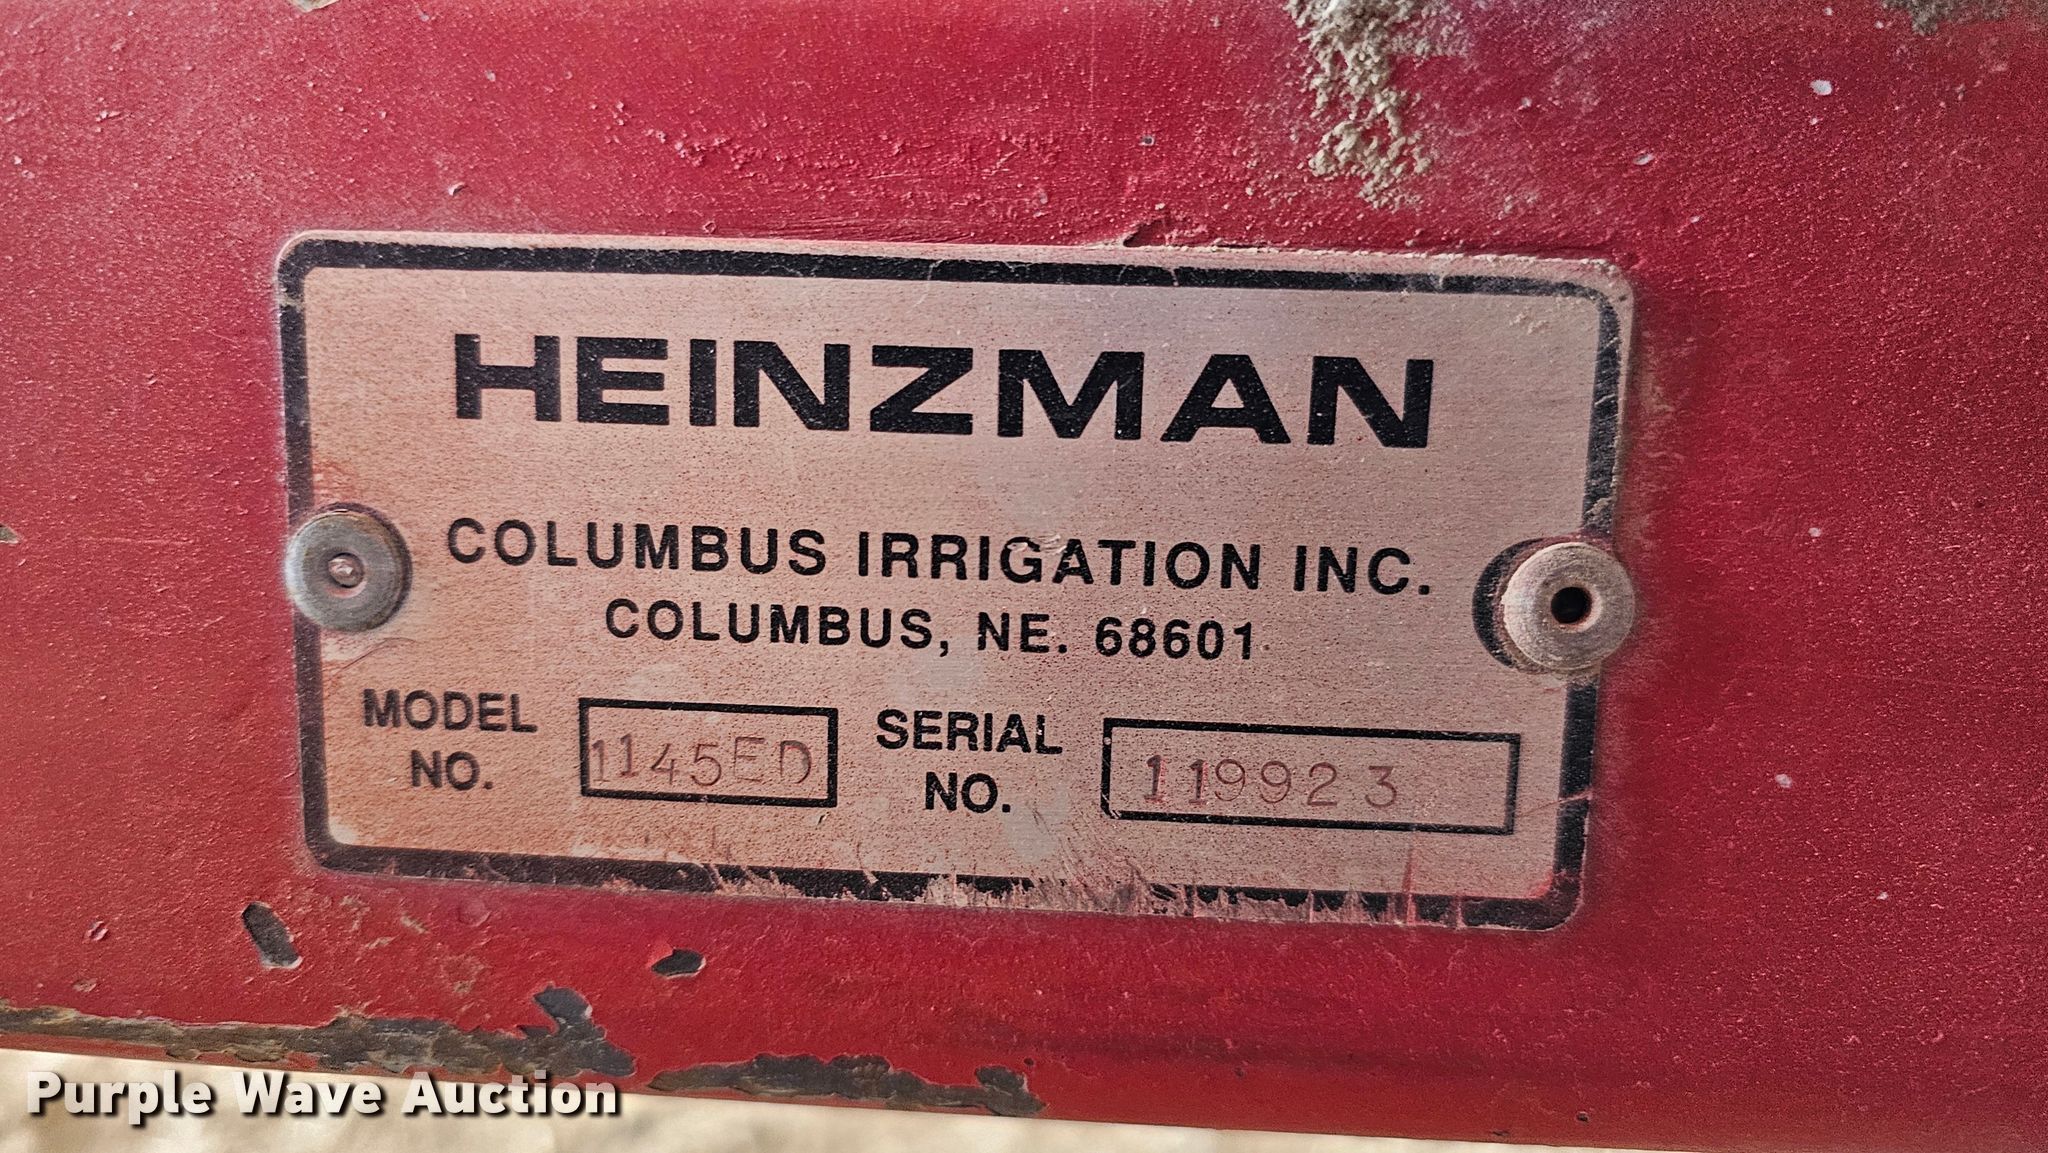 HEINZMAN
COLUMBUS IRRIGATION INC.
COLUMBUS, NE. 68601
MODEL NO. 1145ED
SERIAL NO. 119923
Purple Wave Auction